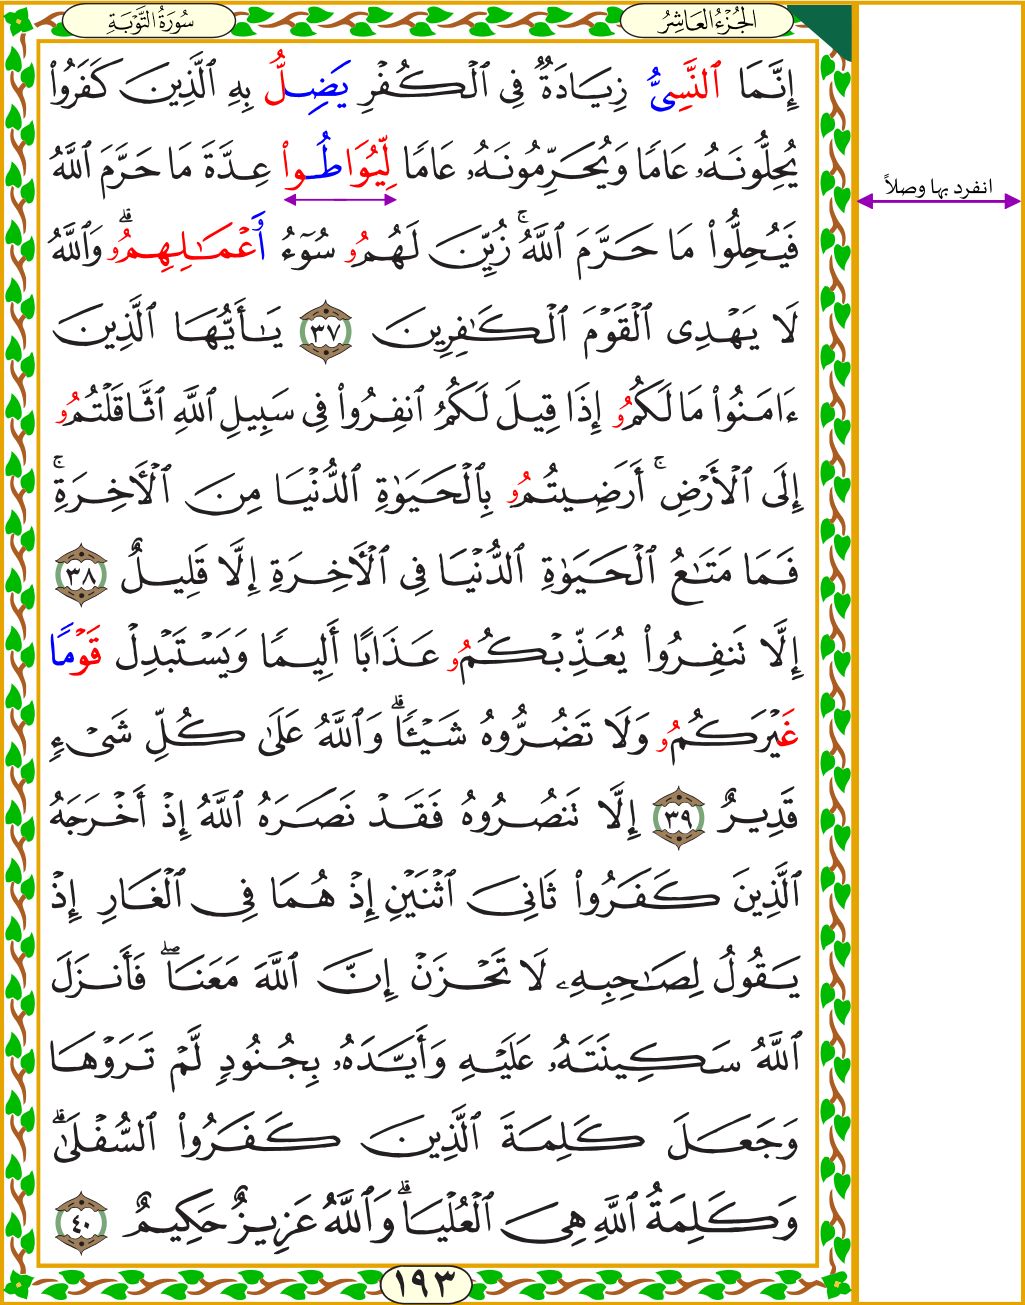 الجُزْءُ العَاشِرُ
سُورَةُ التَّوْبَةِ
إِنَّمَا ٱلنَّسِىُّ زِيَادَةٌ فِى ٱلْكُفْرِ يَضِلُّ بِهِ ٱلَّذِينَ كَفَرُوا۟
يُحِلُّونَهُۥ عَامًا وَيُحَرِّمُونَهُۥ عَامًا لِّيُوَاطُوا۟ عِدَّةَ مَا حَرَّمَ ٱللَّهُ
انفرد بها وصلاً
فَيُحِلُّوا۟ مَا حَرَّمَ ٱللَّهُ ۚ زُيِّنَ لَهُمُۥ سُوٓءُ أَعْمَـٰلِهِمُۥ ۗ وَٱللَّهُ
لَا يَهْدِى ٱلْقَوْمَ ٱلْكَـٰفِرِينَ ٣٧ يَـٰأَيُّهَا ٱلَّذِينَ
ءَامَنُوا۟ مَا لَكُمُۥ إِذَا قِيلَ لَكُمُ ٱنفِرُوا۟ فِى سَبِيلِ ٱللَّهِ ٱثَّاقَلْتُمُۥ
إِلَى ٱلْأَرْضِ ۚ أَرَضِيتُمُۥ بِٱلْحَيَوٰةِ ٱلدُّنْيَا مِنَ ٱلْأَخِرَةِ ۚ
فَمَا مَتَـٰعُ ٱلْحَيَوٰةِ ٱلدُّنْيَا فِى ٱلْأَخِرَةِ إِلَّا قَلِيلٌ ٣٨
إِلَّا تَنفِرُوا۟ يُعَذِّبْكُمُۥ عَذَابًا أَلِيمًا وَيَسْتَبْدِلْ قَوْمًا
غَيْرَكُمُۥ وَلَا تَضُرُّوهُ شَيْـًٔا ۗ وَٱللَّهُ عَلَىٰ كُلِّ شَىْءٍ
قَدِيرٌ ٣٩ إِلَّا تَنصُرُوهُ فَقَدْ نَصَرَهُ ٱللَّهُ إِذْ أَخْرَجَهُ
ٱلَّذِينَ كَفَرُوا۟ ثَانِىَ ٱثْنَيْنِ إِذْ هُمَا فِى ٱلْغَارِ إِذْ
يَقُولُ لِصَـٰحِبِهِۦ لَا تَحْزَنْ إِنَّ ٱللَّهَ مَعَنَا ۖ فَأَنزَلَ
ٱللَّهُ سَكِينَتَهُۥ عَلَيْهِ وَأَيَّدَهُۥ بِجُنُودٍ لَّمْ تَرَوْهَا
وَجَعَلَ كَلِمَةَ ٱلَّذِينَ كَفَرُوا۟ ٱلسُّفْلَىٰ ۗ
وَكَلِمَةُ ٱللَّهِ هِىَ ٱلْعُلْيَا ۗ وَٱللَّهُ عَزِيزٌ حَكِيمٌ ٤٠
١٩٣